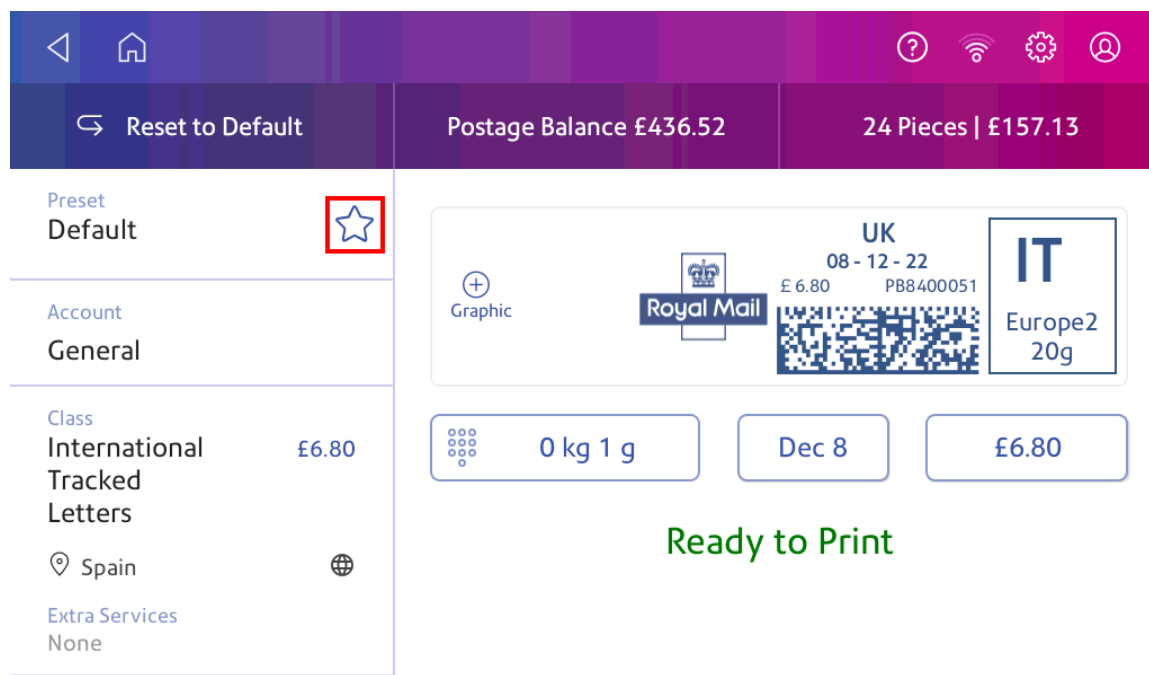 Reset to Default
Postage Balance £436.52
24 Pieces | £157.13
Preset
Default
Account
General
Class
International £6.80
Tracked
Letters
Spain
Extra Services
None
Graphic
Royal Mail
UK
08 - 12 - 22
£ 6.80 PB8400051
IT
Europe2
20g
0 kg 1 g
Dec 8
£6.80
Ready to Print